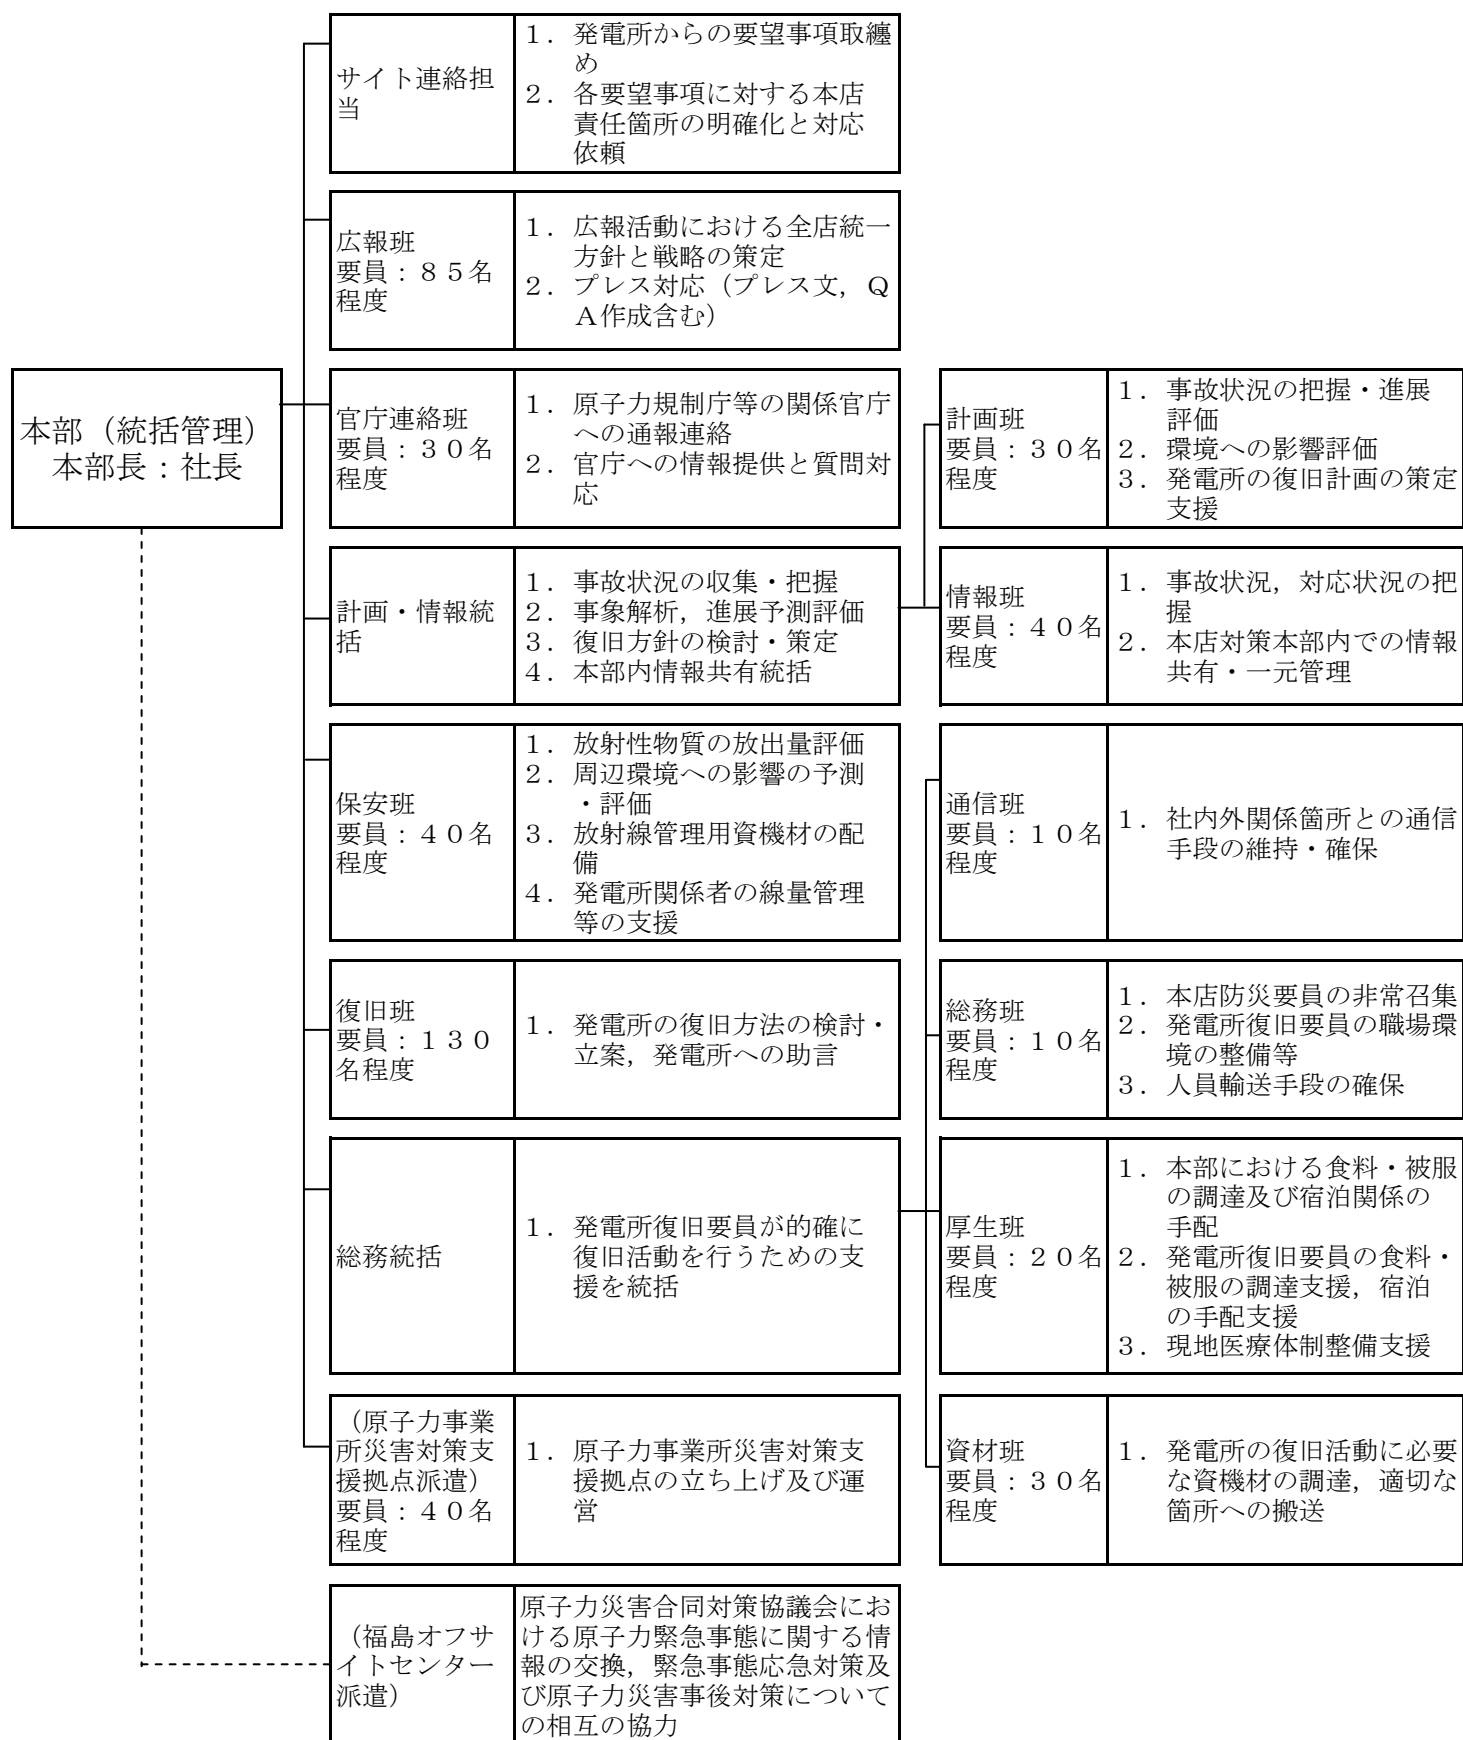 本部（統括管理）
本部長：社長
サイト連絡担
当
１．発電所からの要望事項取纏
め
２．各要望事項に対する本店
責任箇所の明確化と対応
依頼
広報班
要員：８５名
程度
１．広報活動における全店統一
方針と戦略の策定
２．プレス対応（プレス文，Ｑ
Ａ作成含む）
官庁連絡班
要員：３０名
程度
１．原子力規制庁等の関係官庁
への通報連絡
２．官庁への情報提供と質問対
応
計画・情報統
括
１．事故状況の収集・把握
２．事象解析，進展予測評価
３．復旧方針の検討・策定
４．本部内情報共有統括
計画班
要員：３０名
程度
１．事故状況の把握・進展
評価
２．環境への影響評価
３．発電所の復旧計画の策定
支援
情報班
要員：４０名
程度
１．事故状況，対応状況の把
握
２．本店対策本部内での情報
共有・一元管理
保安班
要員：４０名
程度
１．放射性物質の放出量評価
２．周辺環境への影響の予測
・評価
３．放射線管理用資機材の配
備
４．発電所関係者の線量管理
等の支援
復旧班
要員：１３０
名程度
１．発電所の復旧方法の検討・
立案，発電所への助言
総務統括
１．発電所復旧要員が的確に
復旧活動を行うための支
援を統括
通信班
要員：１０名
程度
１．社内外関係箇所との通信
手段の維持・確保
総務班
要員：１０名
程度
１．本店防災要員の非常召集
２．発電所復旧要員の職場環
境の整備等
３．人員輸送手段の確保
厚生班
要員：２０名
程度
１．本部における食料・被服
の調達及び宿泊関係の
手配
２．発電所復旧要員の食料・
被服の調達支援，宿泊
の手配支援
３．現地医療体制整備支援
資材班
要員：３０名
程度
１．発電所の復旧活動に必要
な資機材の調達，適切な
箇所への搬送
（原子力事業
所災害対策支
援拠点派遣）
要員：４０名
程度
１．原子力事業所災害対策支
援拠点の立ち上げ及び運
営
（福島オフサ
イトセンター
派遣）
原子力災害合同対策協議会にお
ける原子力緊急事態に関する情
報の交換，緊急事態応急対策及
び原子力災害事後対策について
の相互の協力